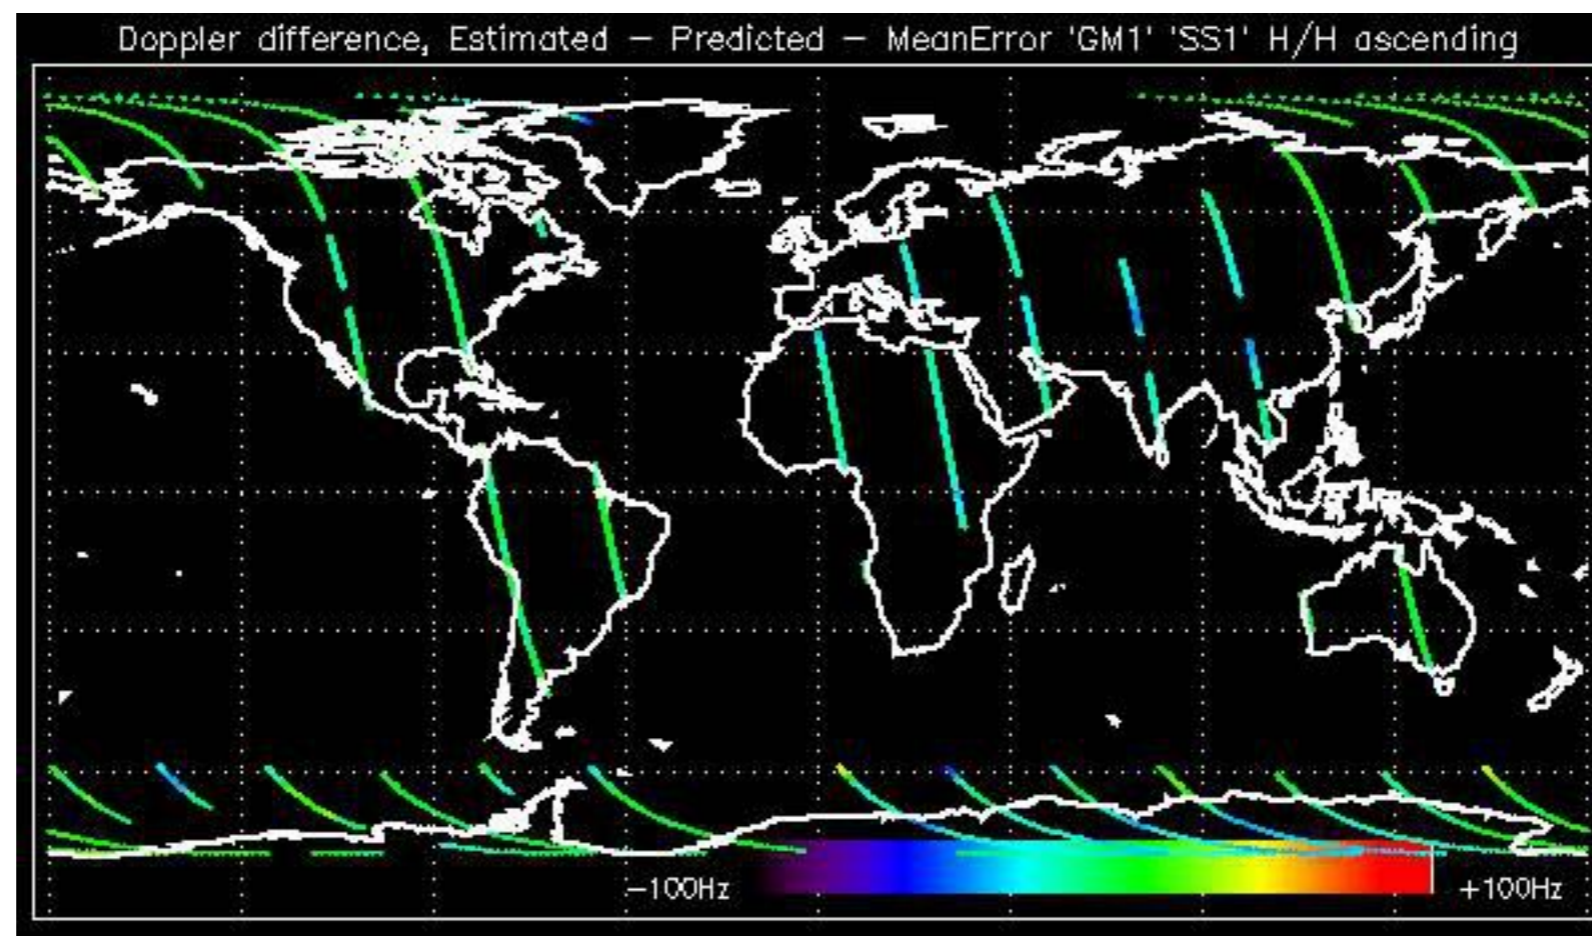 Doppler difference, Estimated – Predicted – MeanError 'GM1' 'SS1' H/H ascending
–100Hz +100Hz